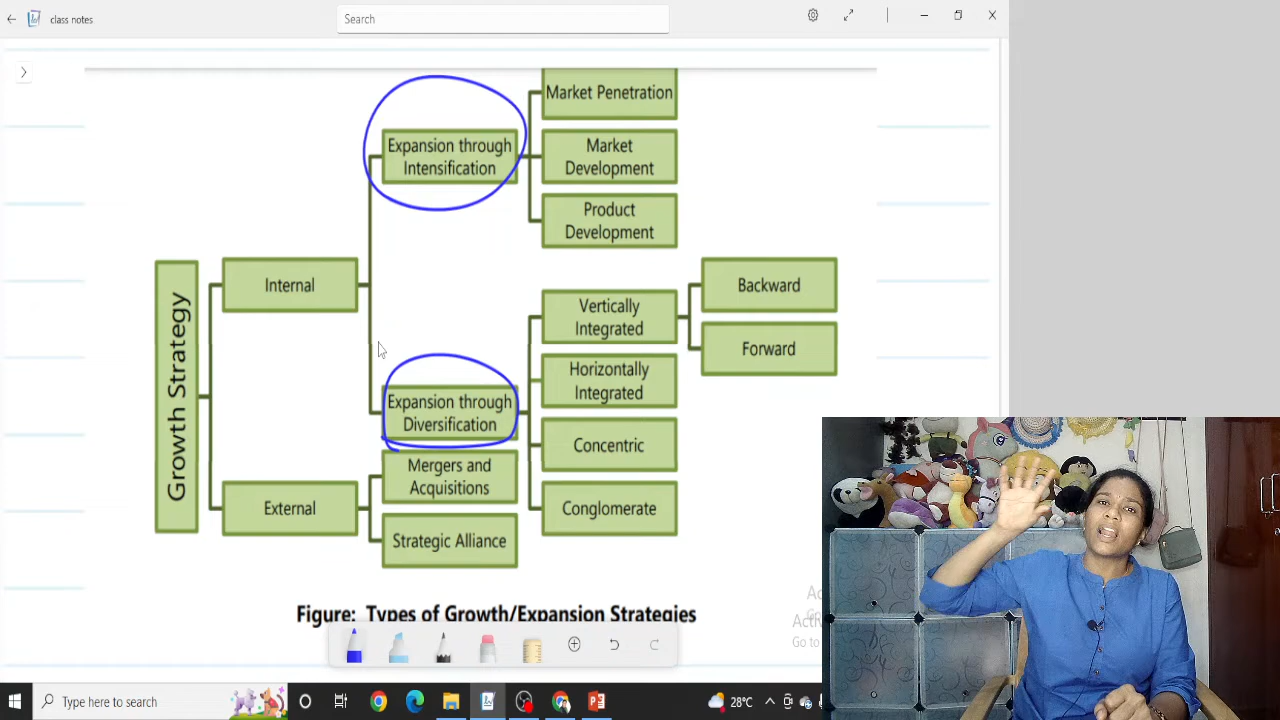 class notes
Search
Market Penetration
Expansion through
Intensification
Market
Development
Product
Development
Internal
Vertically
Integrated
Backward
Forward
Horizontally
Integrated
Growth Strategy
Expansion through
Diversification
Concentric
Mergers and
Acquisitions
External
Conglomerate
Strategic Alliance
Figure: Types of Growth/Expansion Strategies
Go to
Type here to search
28°C